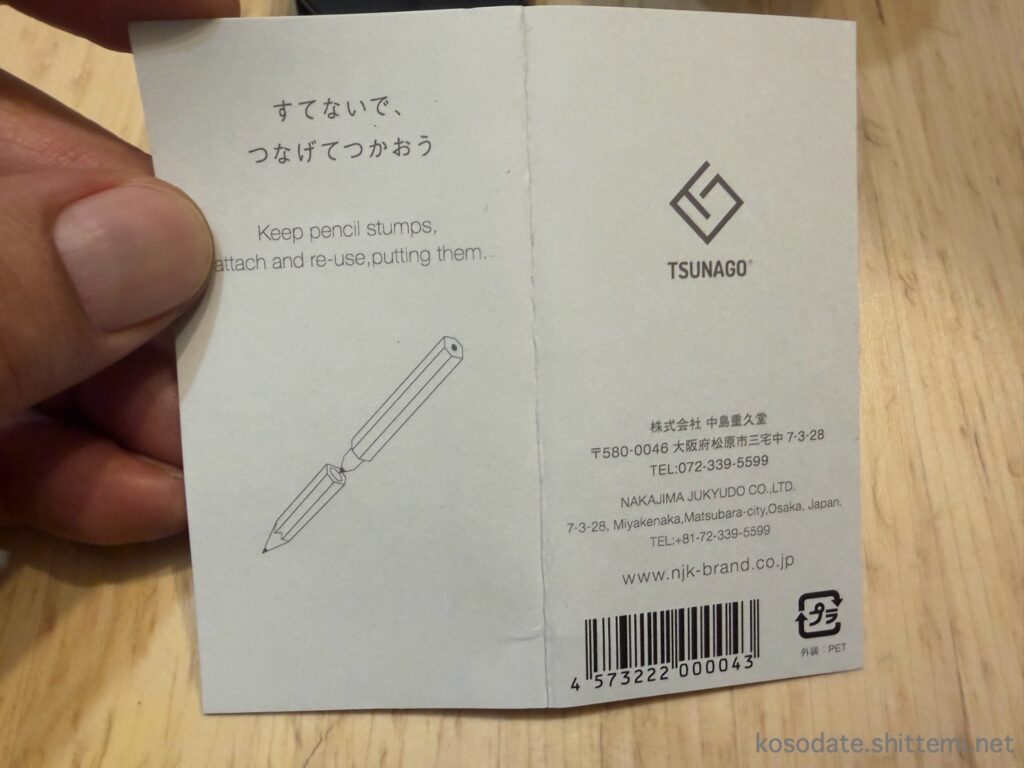 すてないで、
つなげてつかおう
Keep pencil stumps,
attach and re-use,putting them.
TSUNAGO®
株式会社 中島重久堂
〒580-0046 大阪府松原市三宅中 7-3-28
TEL:072-339-5599
NAKAJIMA JUKYUDO CO.,LTD.
7-3-28, Miyakenaka,Matsubara-city,Osaka, Japan.
TEL:+81-72-339-5599
www.njk-brand.co.jp
4 573222 000043
プラ
外装:PET
kosodate.shittemi.net